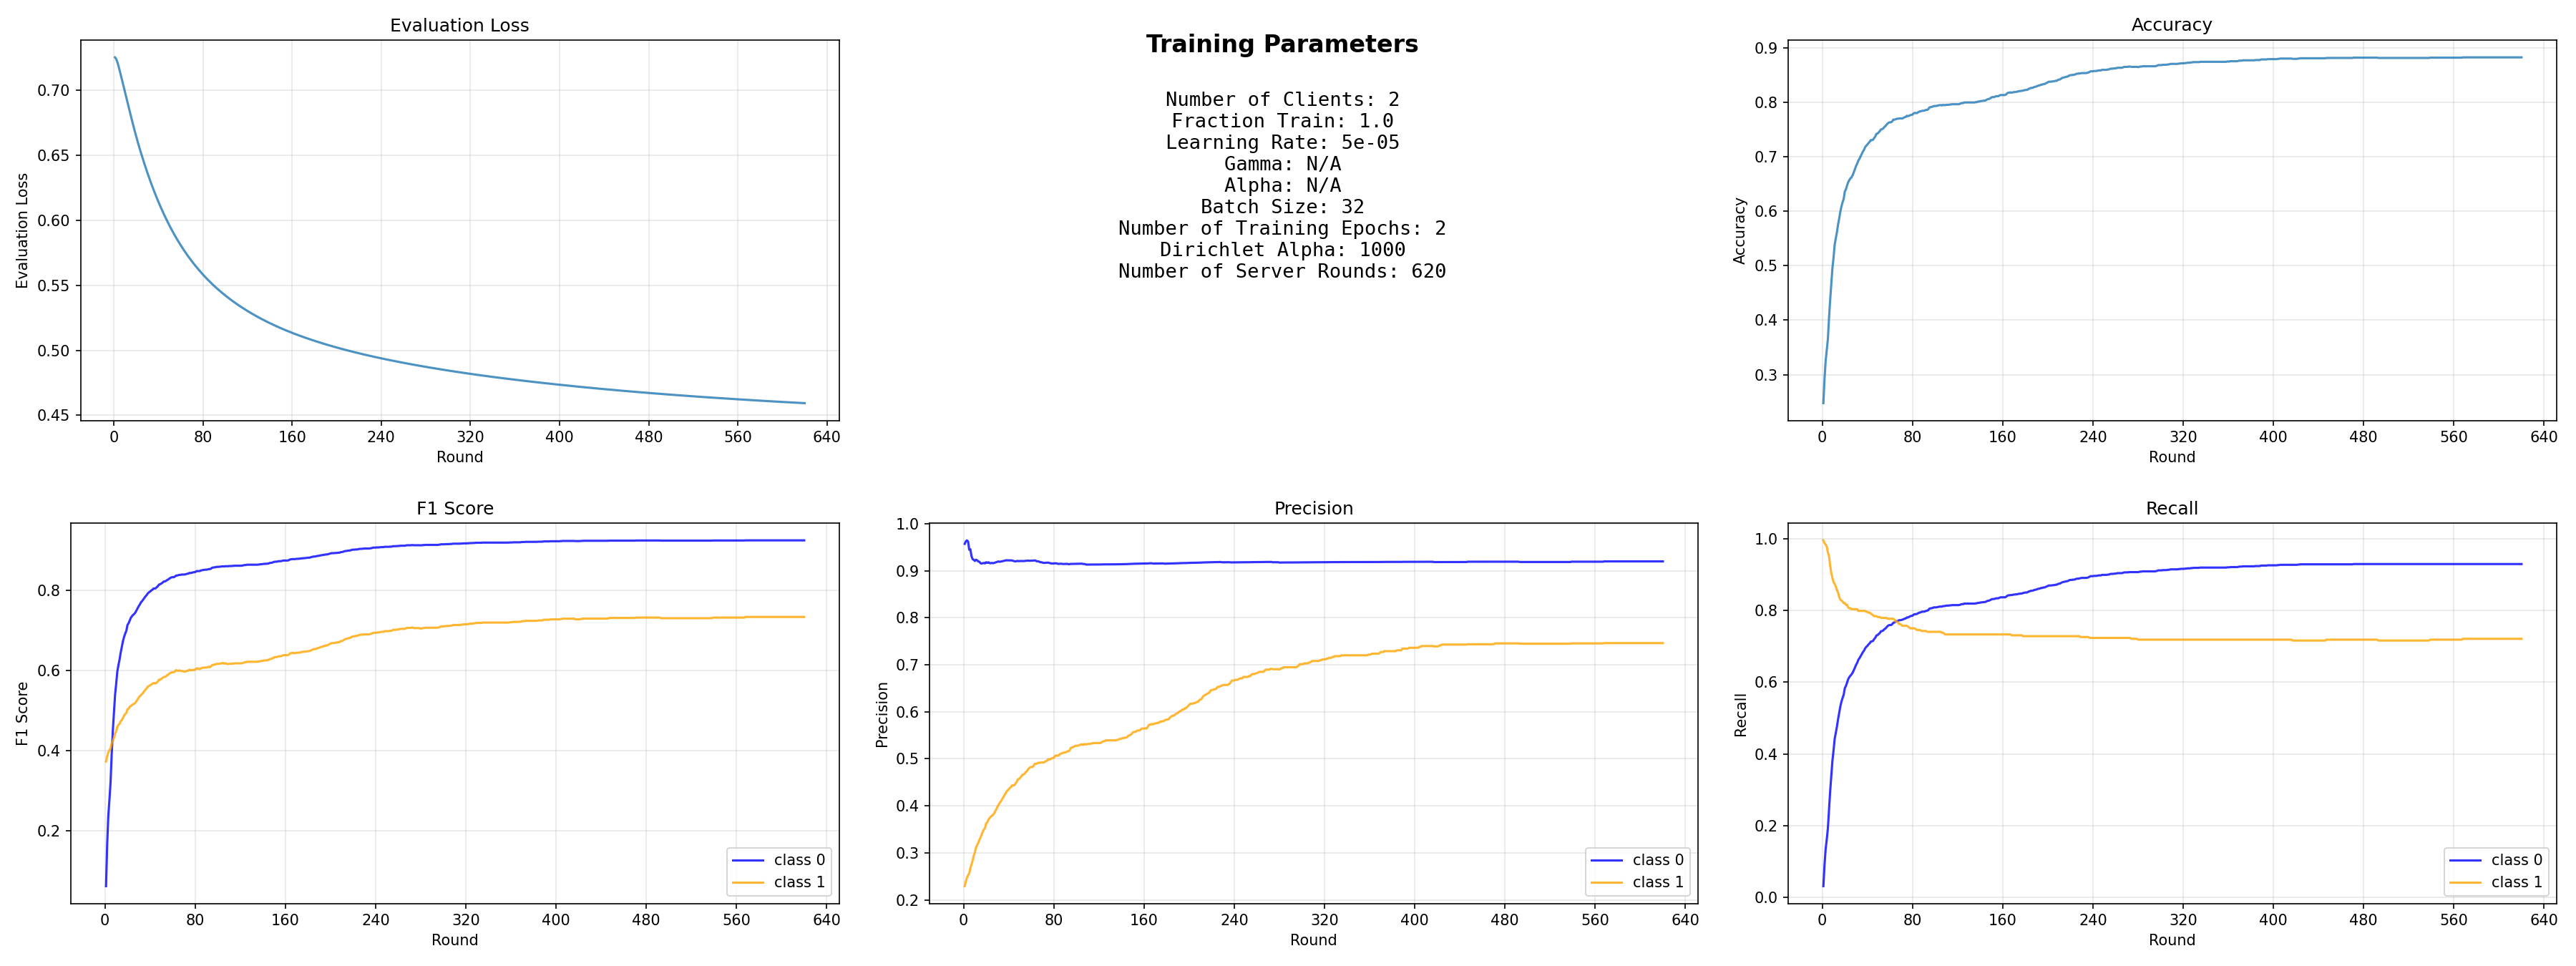 Evaluation Loss
0.70
0.65
0.60
0.55
0.50
0.45
Evaluation Loss
0 80 160 240 320 400 480 560 640
Round
Training Parameters
Number of Clients: 2
Fraction Train: 1.0
Learning Rate: 5e-05
Gamma: N/A
Alpha: N/A
Batch Size: 32
Number of Training Epochs: 2
Dirichlet Alpha: 1000
Number of Server Rounds: 620
Accuracy
0.9
0.8
0.7
0.6
0.5
0.4
0.3
Accuracy
0 80 160 240 320 400 480 560 640
Round
F1 Score
0.8
0.6
0.4
0.2
F1 Score
class 0
class 1
0 80 160 240 320 400 480 560 640
Round
Precision
1.0
0.9
0.8
0.7
0.6
0.5
0.4
0.3
0.2
Precision
class 0
class 1
0 80 160 240 320 400 480 560 640
Round
Recall
1.0
0.8
0.6
0.4
0.2
0.0
Recall
class 0
class 1
0 80 160 240 320 400 480 560 640
Round